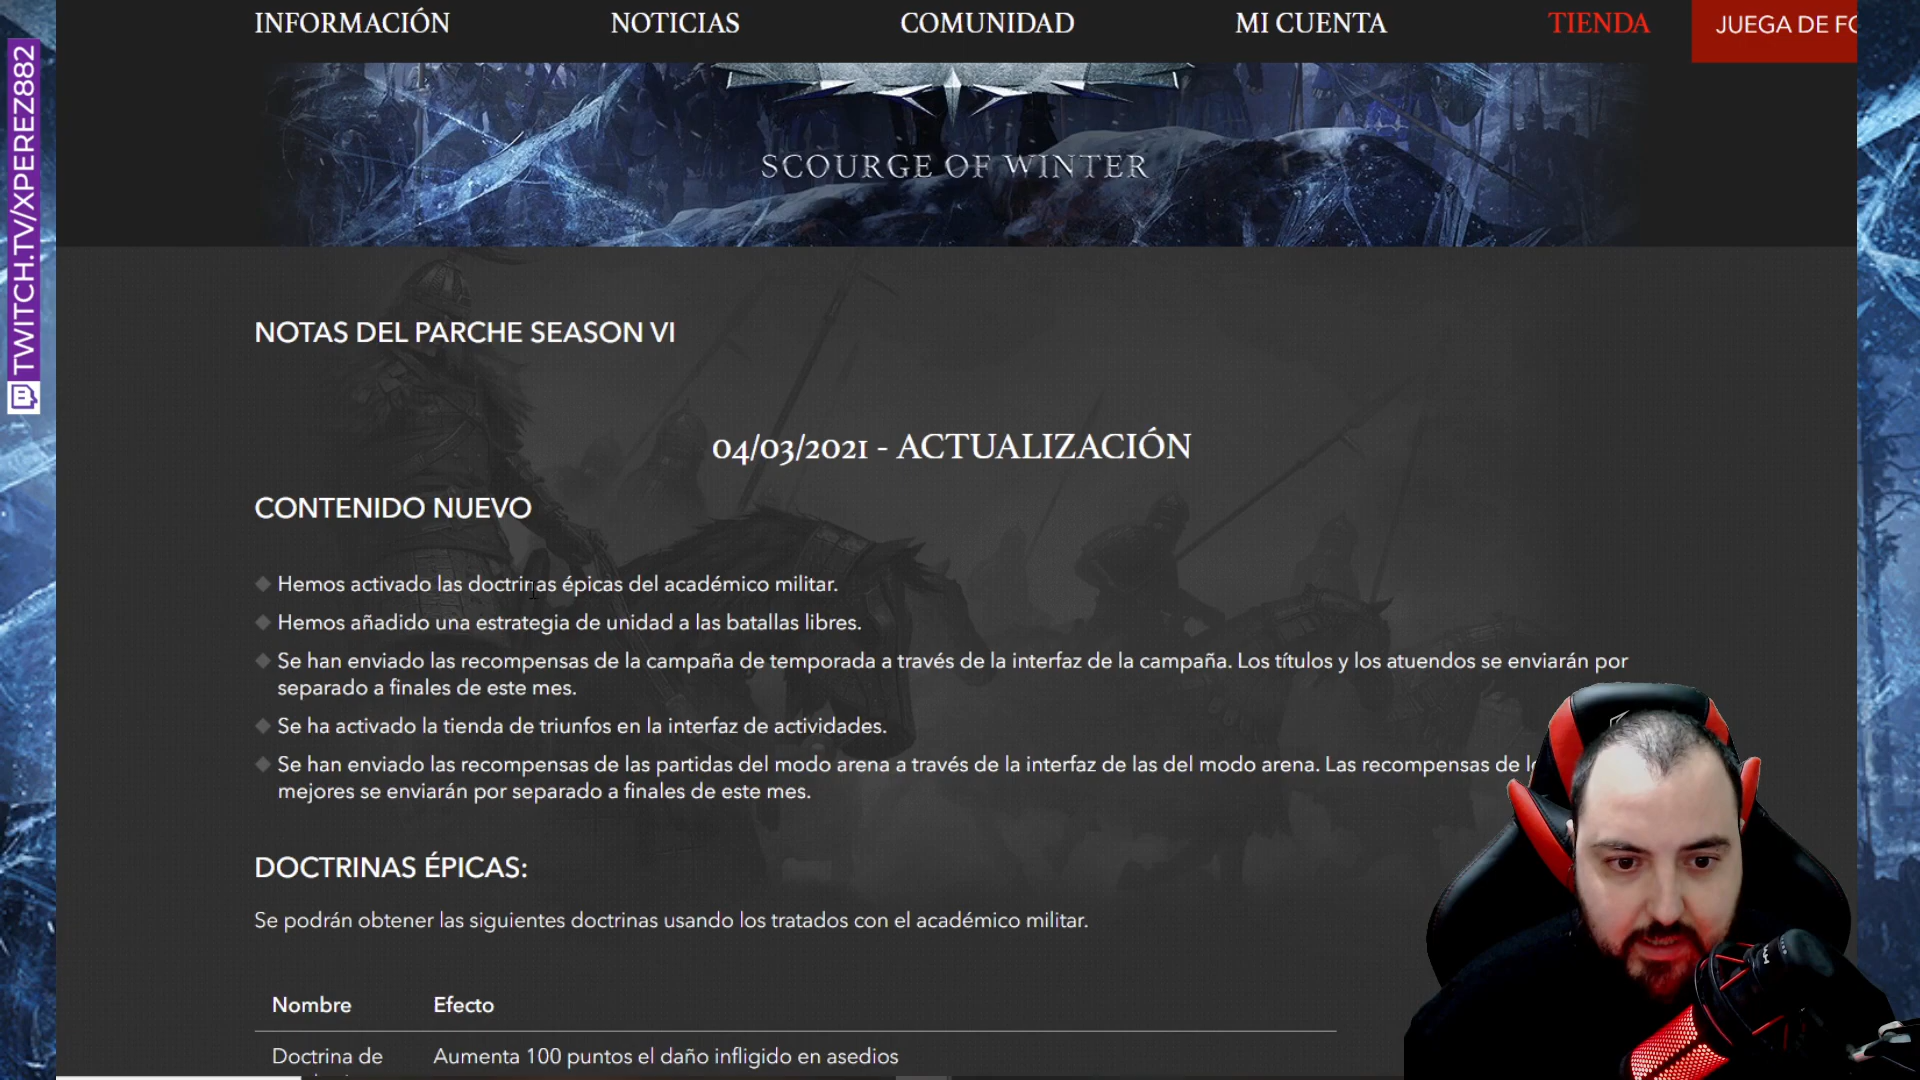 INFORMACIÓN NOTICIAS COMUNIDAD MI CUENTA TIENDA JUEGA DE
TWITCH.TV/XPEREZ882
SCOURGE OF WINTER
NOTAS DEL PARCHE SEASON VI
04/03/2021 - ACTUALIZACIÓN
CONTENIDO NUEVO
Hemos activado las doctrinas épicas del académico militar.
Hemos añadido una estrategia de unidad a las batallas libres.
Se han enviado las recompensas de la campaña de temporada a través de la interfaz de la campaña. Los títulos y los atuendos se enviarán por
separado a finales de este mes.
Se ha activado la tienda de triunfos en la interfaz de actividades.
Se han enviado las recompensas de las partidas del modo arena a través de la interfaz de las del modo arena. Las recompensas de
mejores se enviarán por separado a finales de este mes.
DOCTRINAS ÉPICAS:
Se podrán obtener las siguientes doctrinas usando los tratados con el académico militar.
Nombre Efecto
Doctrina de Aumenta 100 puntos el daño infligido en asedios